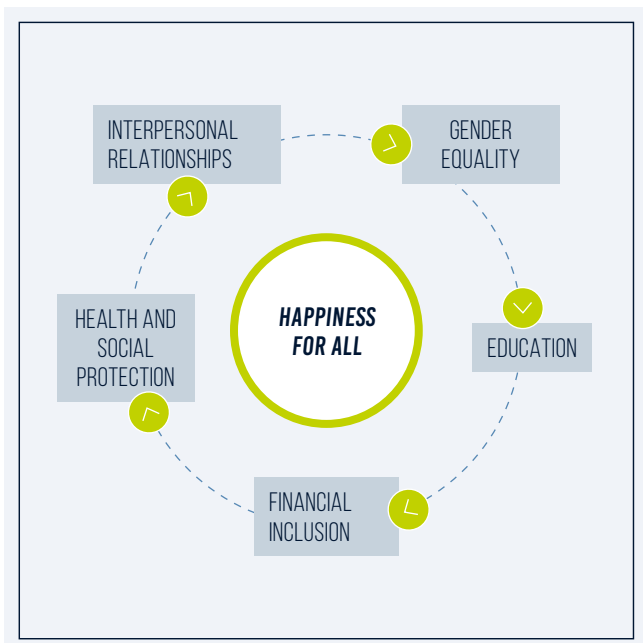 INTERPERSONAL
RELATIONSHIPS
GENDER
EQUALITY
HEALTH AND
SOCIAL
PROTECTION
HAPPINESS
FOR ALL
EDUCATION
FINANCIAL
INCLUSION